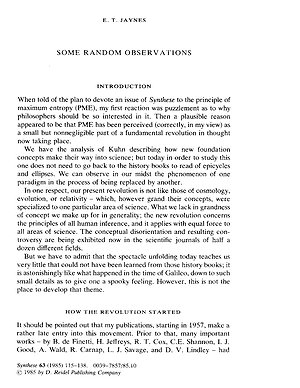 E. T. JAYNES
SOME RANDOM OBSERVATIONS
INTRODUCTION
When told of the plan to devote an issue of Synthese to the principle of
maximum entropy (PME), my first reaction was puzzlement as to why
philosophers should be so interested in it. Then a plausible reason
appeared to be that PME has been perceived (correctly, in my view) as
a small but nonnegligible part of a fundamental revolution in thought
now taking place.
We have the analysis of Kuhn describing how new foundation
concepts make their way into science; but today in order to study this
one does not need to go back to the history books to read of epicycles
and ellipses. We can observe in our midst the phenomenon of one
paradigm in the process of being replaced by another.
In one respect, our present revolution is not like those of cosmology,
evolution, or relativity – which, however grand their concepts, were
specialized to one particular area of science. What we lack in grandness
of concept we make up for in generality; the new revolution concerns
the principles of all human inference, and it applies with equal force to
all areas of science. The conceptual disorientation and resulting con-
troversy are being exhibited now in the scientific journals of half a
dozen different fields.
But we have to admit that the spectacle unfolding today teaches us
very little that could not have been learned from those history books; it
is astonishingly like what happened in the time of Galileo, down to such
small details as to give one a spooky feeling. However, this is not the
place to develop that theme.
HOW THE REVOLUTION STARTED
It should be pointed out that my publications, starting in 1957, make a
rather late entry into this movement. Prior to that, many important
works – by B. de Finetti, H. Jeffreys, R. T. Cox, C.E. Shannon, I. J.
Good, A. Wald, R. Carnap, L. J. Savage, and D. V. Lindley – had
Synthese 63 (1985) 115–138. 0039-7857/85.10
© 1985 by D. Reidel Publishing Company